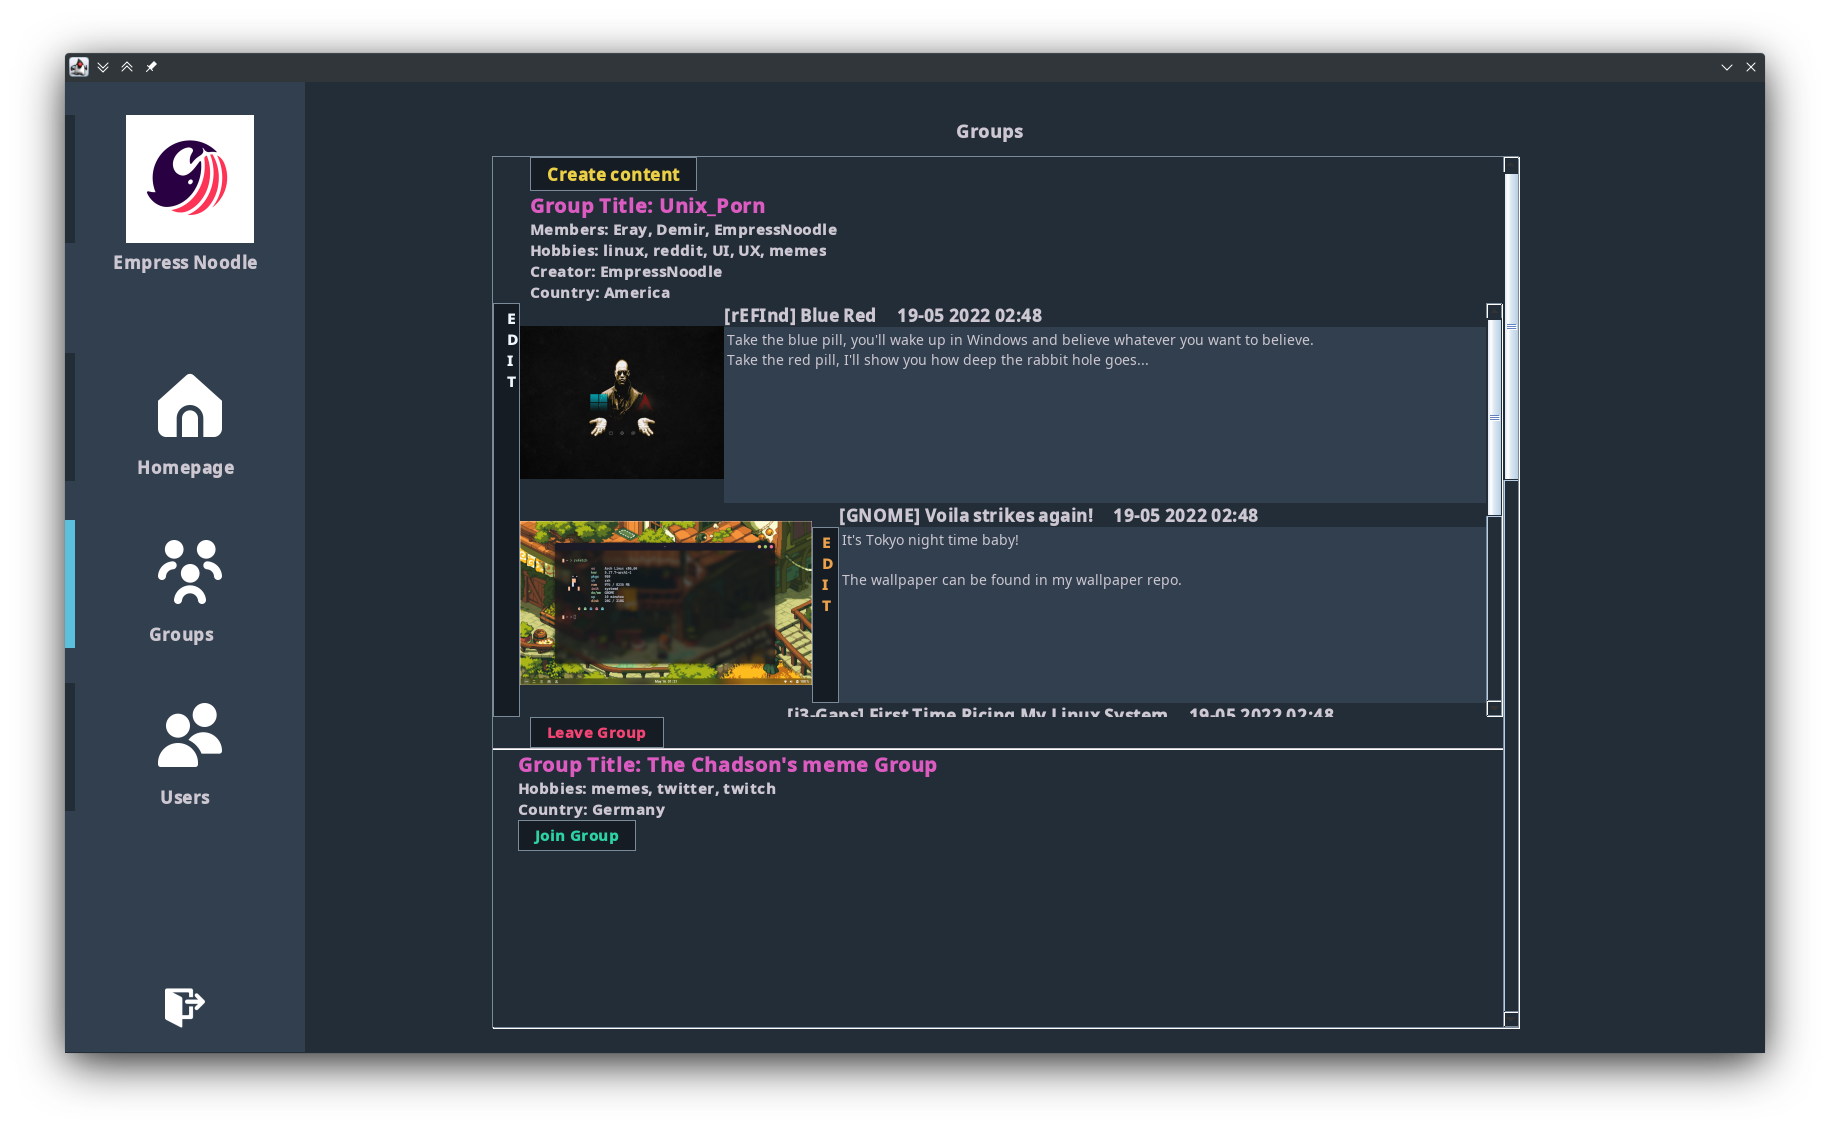 Groups
Empress Noodle
Homepage
Groups
Users
Create content
Group Title: Unix_Porn
Members: Eray, Demir, EmpressNoodle
Hobbies: linux, reddit, UI, UX, memes
Creator: EmpressNoodle
Country: America
E
D
I
T
[rEFInd] Blue Red 19-05 2022 02:48
Take the blue pill, you'll wake up in Windows and believe whatever you want to believe.
Take the red pill, I'll show you how deep the rabbit hole goes...
[GNOME] Voila strikes again! 19-05 2022 02:48
E
D
I
T
It's Tokyo night time baby!
The wallpaper can be found in my wallpaper repo.
[i3-Gaps] First Time Ricing My Linux System 19-05 2022 02:48
Leave Group
Group Title: The Chadson's meme Group
Hobbies: memes, twitter, twitch
Country: Germany
Join Group